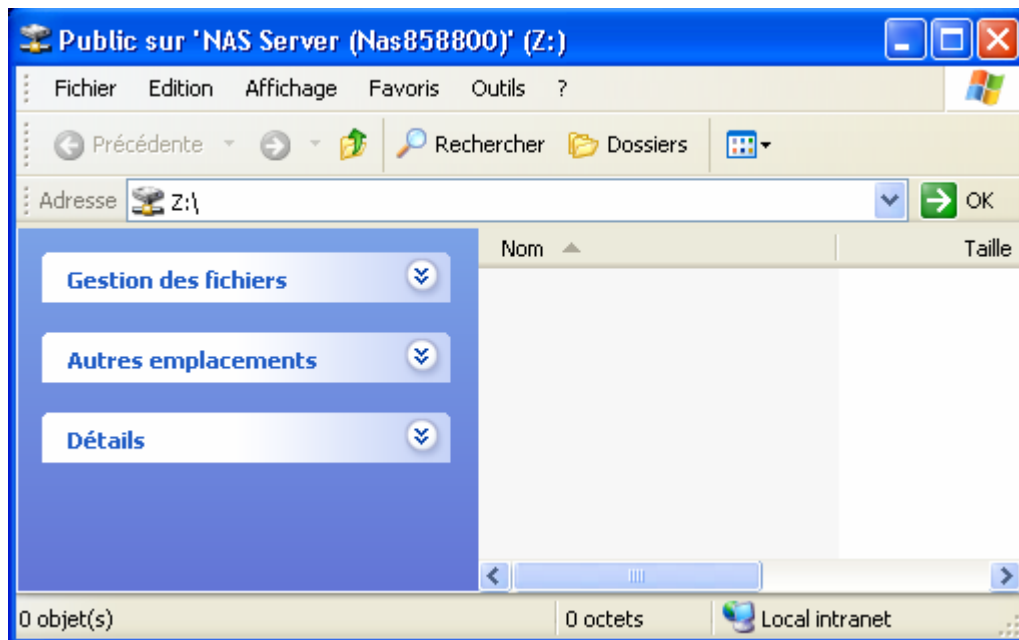 Public sur 'NAS Server (Nas858800)' (Z:)
Fichier Edition Affichage Favoris Outils ?
Précédente Rechercher Dossiers
Adresse Z:\ OK
Nom Taille
Gestion des fichiers
Autres emplacements
Détails
0 objet(s) 0 octets Local intranet